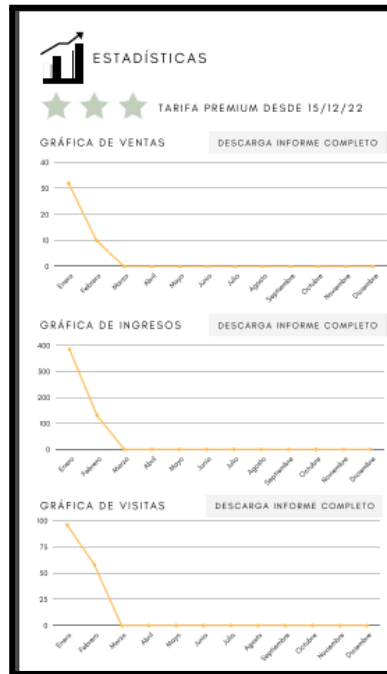 ESTADÍSTICAS
TARIFA PREMIUM DESDE 15/12/22
GRÁFICA DE VENTAS
DESCARGA INFORME COMPLETO
40
30
20
10
0
Enero
Febrero
Marzo
Abril
Mayo
Junio
Julio
Agosto
Septiembre
Octubre
Noviembre
Diciembre
GRÁFICA DE INGRESOS
DESCARGA INFORME COMPLETO
400
300
200
100
0
Enero
Febrero
Marzo
Abril
Mayo
Junio
Julio
Agosto
Septiembre
Octubre
Noviembre
Diciembre
GRÁFICA DE VISITAS
DESCARGA INFORME COMPLETO
100
75
50
25
0
Enero
Febrero
Marzo
Abril
Mayo
Junio
Julio
Agosto
Septiembre
Octubre
Noviembre
Diciembre